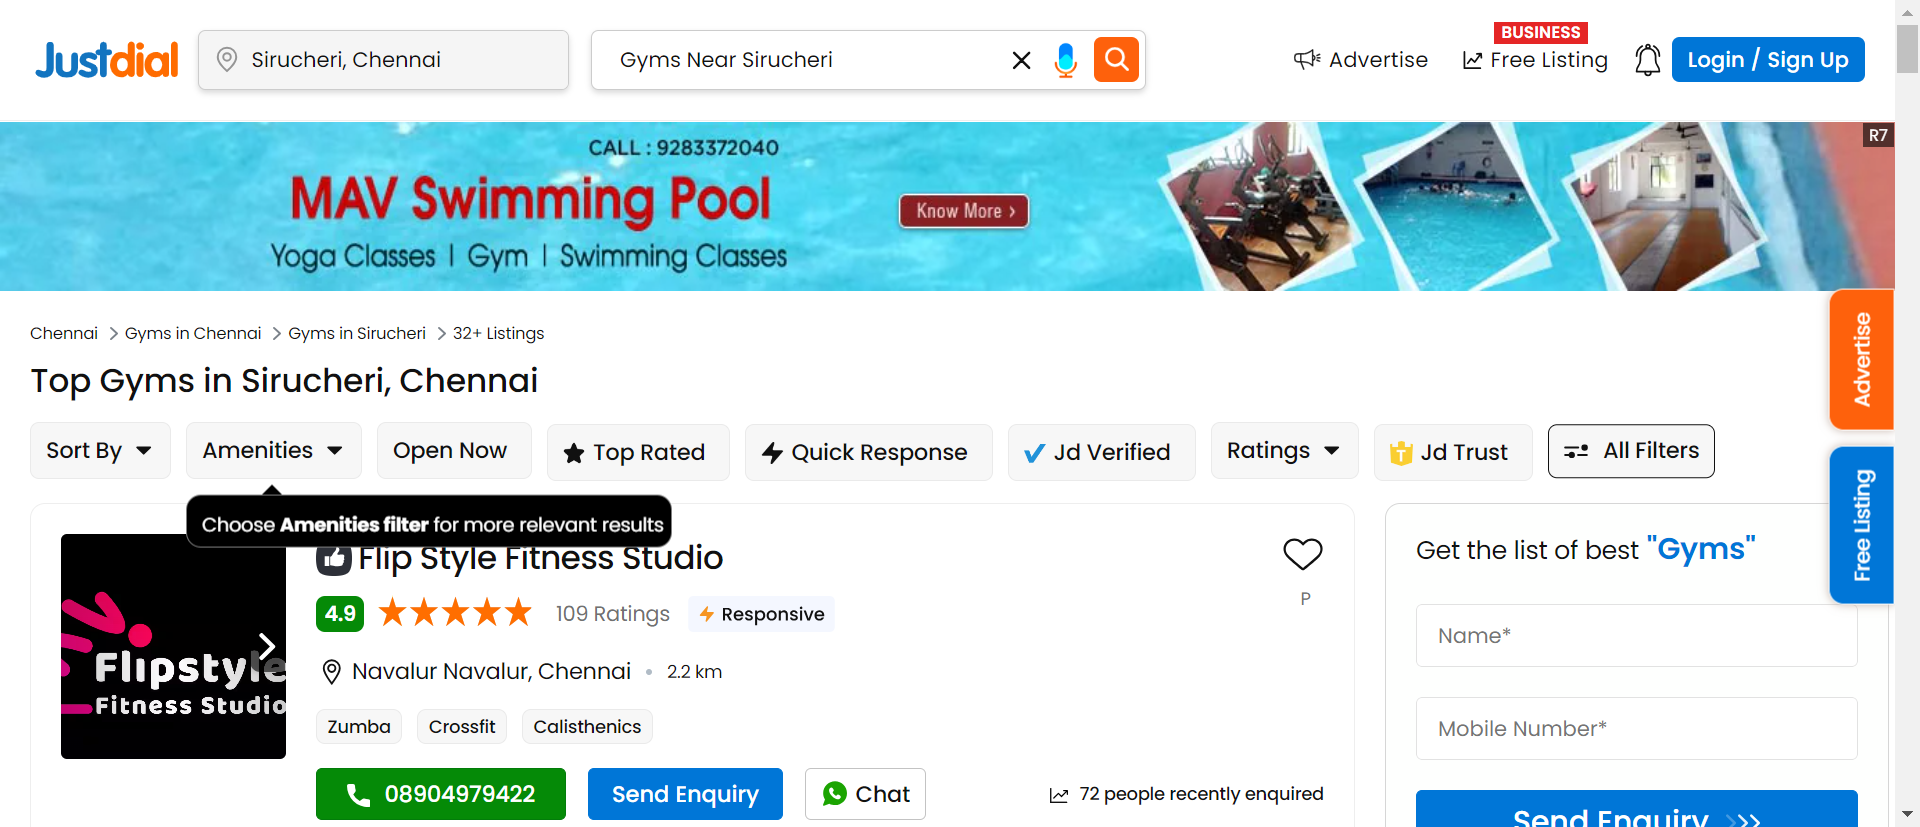 Justdial
Sirucheri, Chennai
Gyms Near Sirucheri
Advertise
BUSINESS
Free Listing
Login / Sign Up
CALL : 9283372040
MAV Swimming Pool
Yoga Classes | Gym | Swimming Classes
Know More ›
R7
Chennai > Gyms in Chennai > Gyms in Sirucheri > 32+ Listings
Top Gyms in Sirucheri, Chennai
Sort By
Amenities
Open Now
Top Rated
Quick Response
Jd Verified
Ratings
T Jd Trust
All Filters
Choose Amenities filter for more relevant results
Flipstyle
Fitness Studio
Flip Style Fitness Studio
4.9
109 Ratings
Responsive
P
Navalur Navalur, Chennai • 2.2 km
Zumba
Crossfit
Calisthenics
08904979422
Send Enquiry
Chat
72 people recently enquired
Get the list of best "Gyms"
Name*
Mobile Number*
Send Enquiry
Advertise
Free Listing